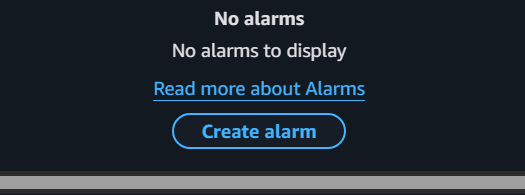 No alarms
No alarms to display
Read more about Alarms
Create alarm